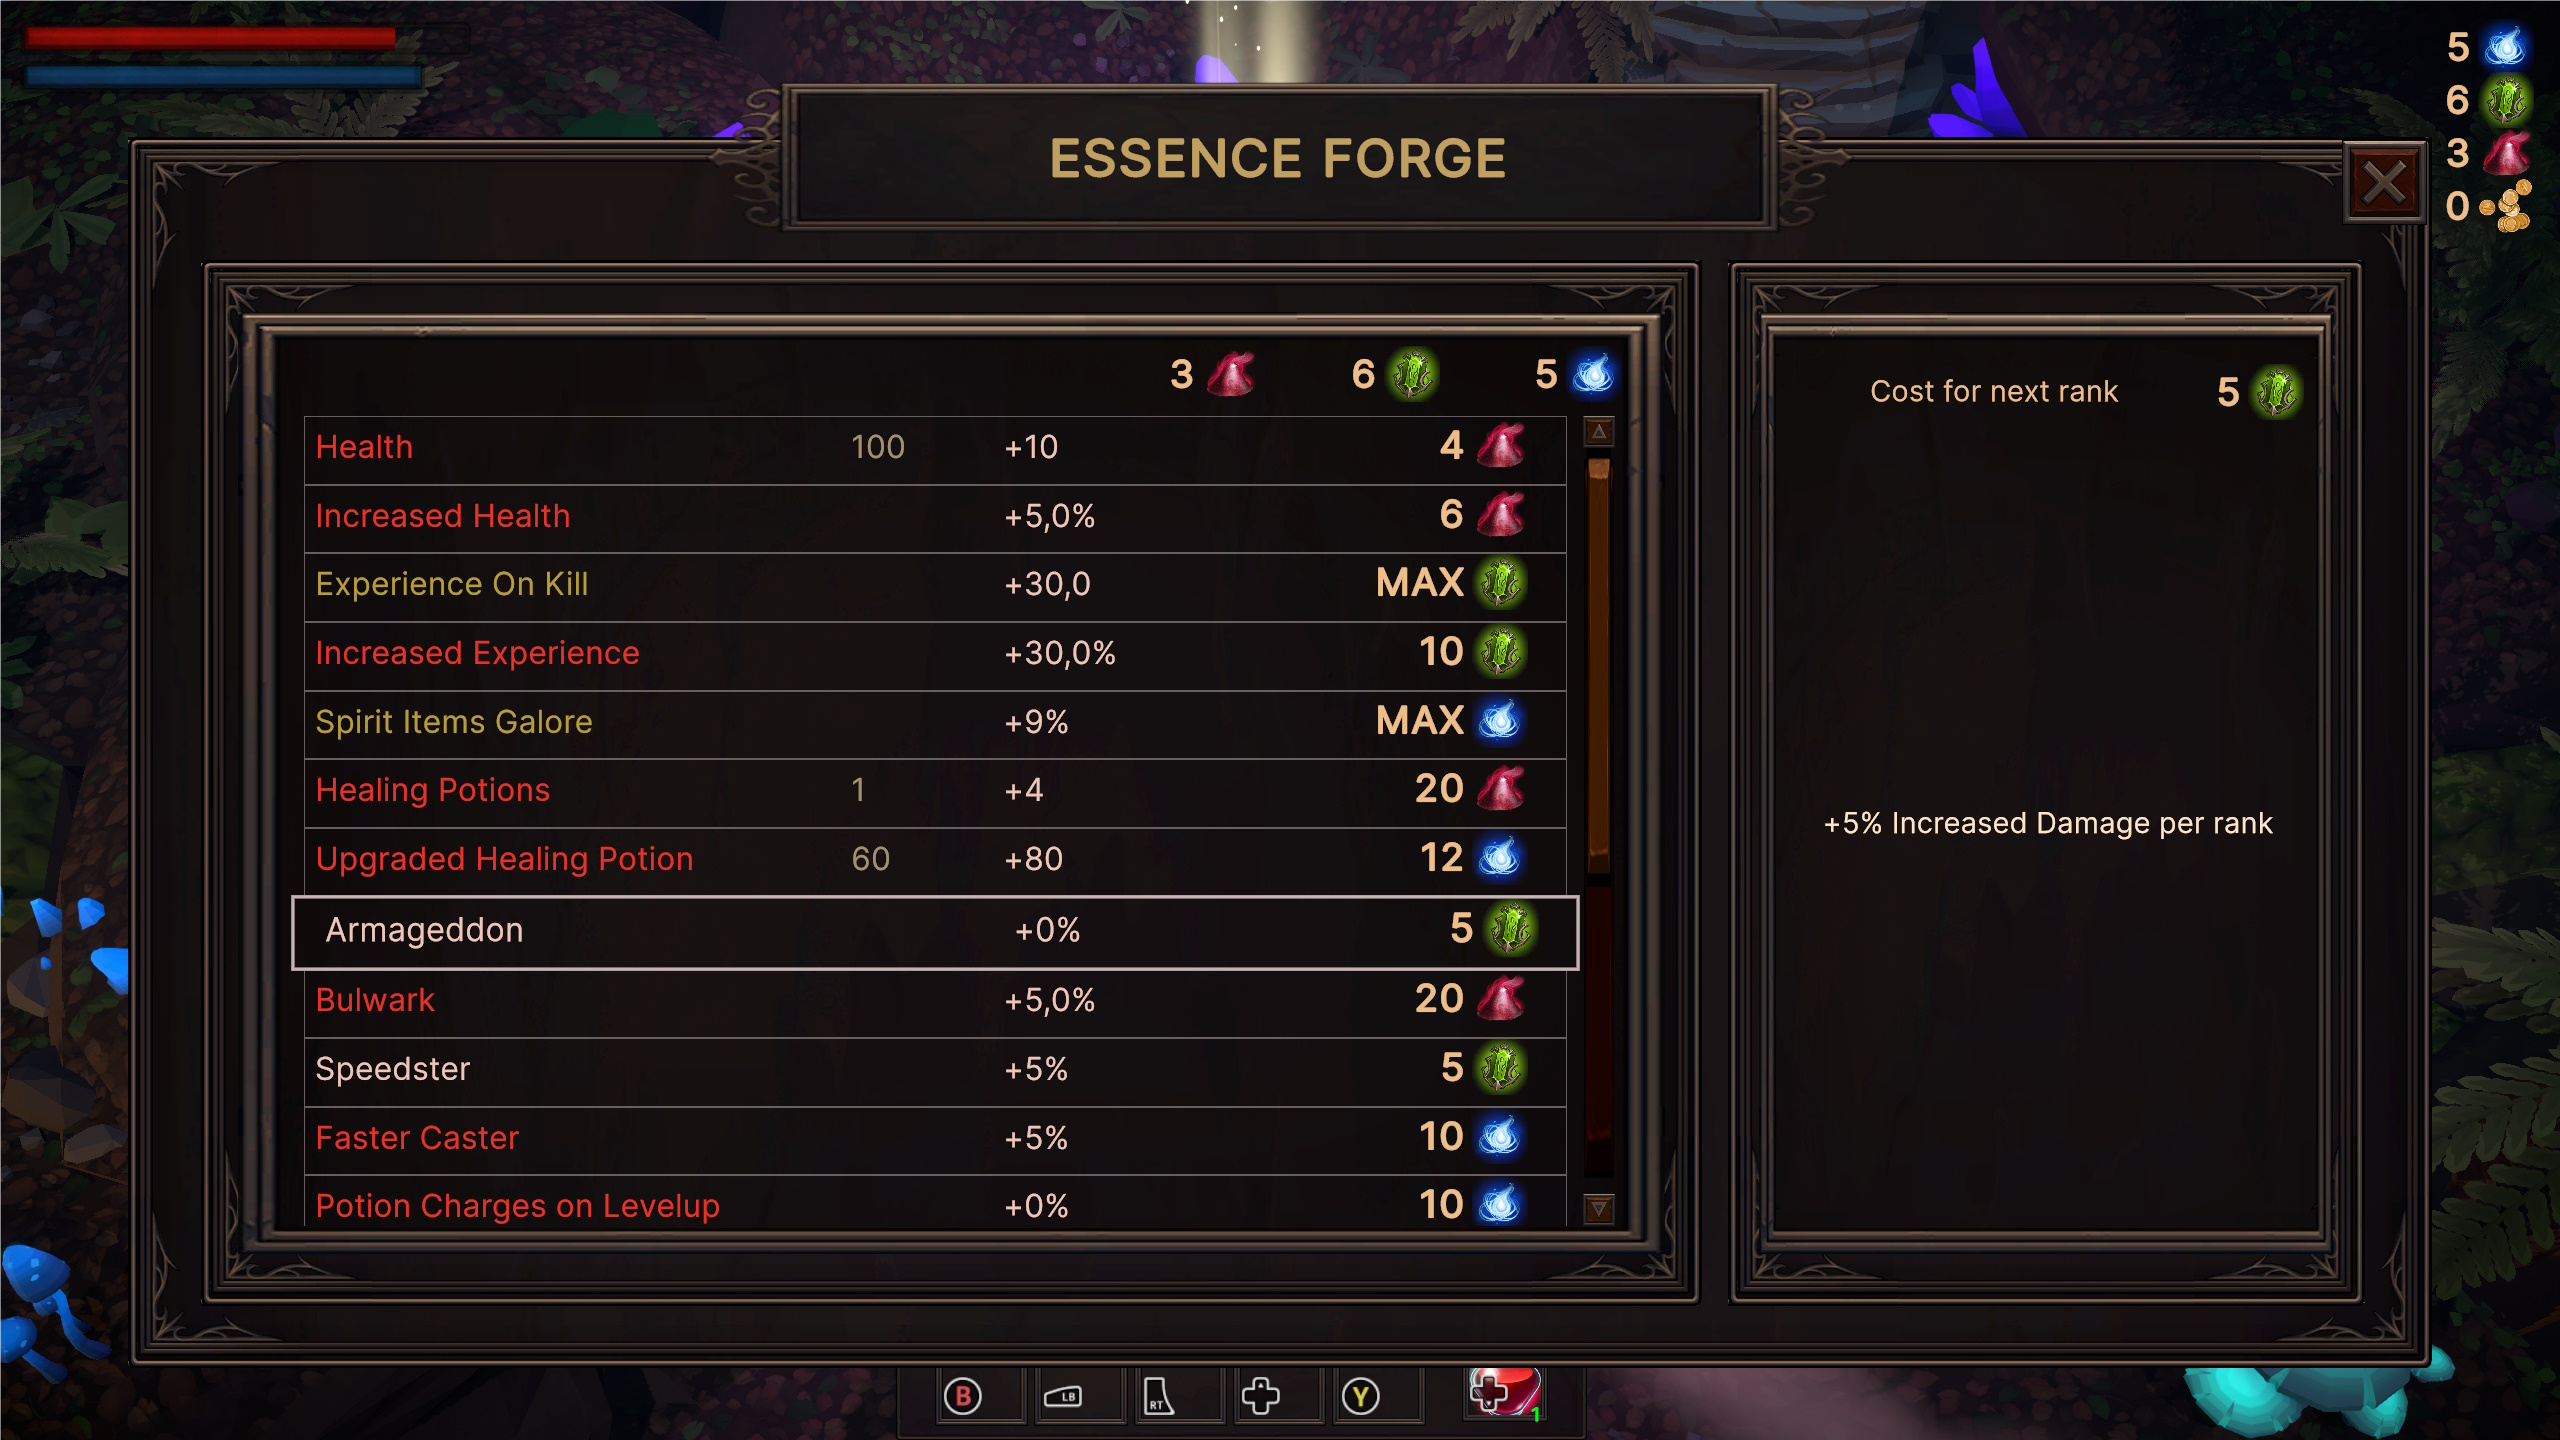 ESSENCE FORGE
5
6
3
0
3 6 5
Health 100 +10 4
Increased Health +5,0% 6
Experience On Kill +30,0 MAX
Increased Experience +30,0% 10
Spirit Items Galore +9% MAX
Healing Potions 1 +4 20
Upgraded Healing Potion 60 +80 12
Armageddon +0% 5
Bulwark +5,0% 20
Speedster +5% 5
Faster Caster +5% 10
Potion Charges on Levelup +0% 10
Cost for next rank 5
+5% Increased Damage per rank
B LB RT Y 1